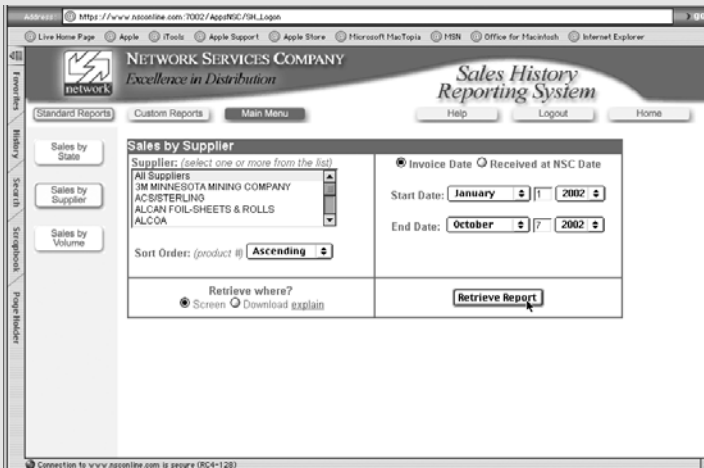 Address https://www.nsconline.com:7002/AppsNSC/SH_Logon
Live Home Page Apple iTools Apple Support Apple Store Microsoft MacTopia MSN Office for Macintosh Internet Explorer
Favorites
History
Search
Scrapbook
Page Holder
network
NETWORK SERVICES COMPANY
Excellence in Distribution
Sales History
Reporting System
Standard Reports Custom Reports Main Menu Help Logout Home
Sales by
State
Sales by
Supplier
Sales by
Volume
Sales by Supplier
Supplier: (select one or more from the list)
All Suppliers
3M MINNESOTA MINING COMPANY
ACS/STERLING
ALCAN FOIL-SHEETS & ROLLS
ALCOA
Sort Order: (product #) Ascending
Invoice Date Received at NSC Date
Start Date: January 1 2002
End Date: October 7 2002
Retrieve where?
Screen Download explain
Retrieve Report
Connection to www.nsconline.com is secure (RC4-128)